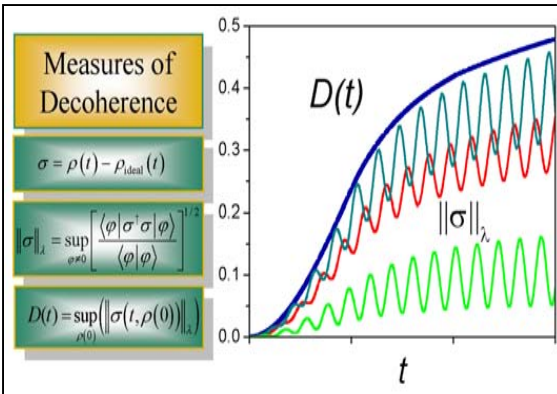 Measures of
Decoherence
σ = ρ(t) − ρ_ideal(t)
‖σ‖_λ = sup_{φ≠0} [⟨φ|σ†σ|φ⟩ / ⟨φ|φ⟩]^{1/2}
D(t) = sup_{ρ(0)} (‖σ(t, ρ(0))‖_λ)
0.5
0.4
0.3
0.2
0.1
0.0
D(t)
‖σ‖_λ
t